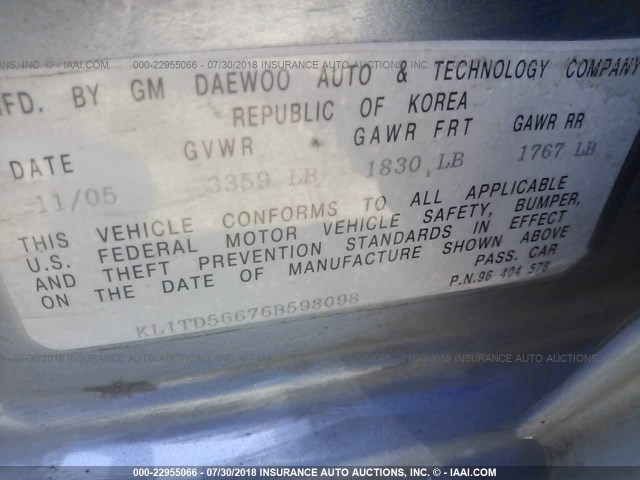 000-22955066 - 07/30/2018 INSURANCE AUTO AUCTIONS, INC. - © IAAI.COM
MFD. BY GM DAEWOO AUTO & TECHNOLOGY COMPANY
REPUBLIC OF KOREA
DATE GVWR GAWR FRT GAWR RR
11/05 3359 LB 1830 LB 1767 LB
THIS VEHICLE CONFORMS TO ALL APPLICABLE
U.S. FEDERAL MOTOR VEHICLE SAFETY, BUMPER,
AND THEFT PREVENTION STANDARDS IN EFFECT
ON THE DATE OF MANUFACTURE SHOWN ABOVE
PASS. CAR
P.N.96 404 578
KL1TD56676B598098
000-22955066 - 07/30/2018 INSURANCE AUTO AUCTIONS, INC. - © IAAI.COM